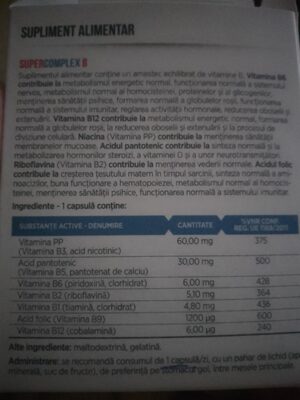 SUPLIMENT ALIMENTAR
SUPERCOMPLEX B
Suplimentul alimentar conține un amestec echilibrat de vitamine B. Vitamina B6
contribuie la metabolismul energetic normal, funcționarea normală a sistemului
nervos, metabolismul normal al homocisteinei, proteinelor și al glicogenului,
menținerea sănătății psihice, formarea normală a globulelor roșii, funcționarea
normală a sistemului imunitar, reglarea activității hormonale, reducerea oboselii și
extenuării. Vitamina B12 contribuie la metabolismul energetic normal, formarea
normală a globulelor roșii, la reducerea oboselii și extenuării și la procesul de
diviziune celulară. Niacina (Vitamina PP) contribuie la menținerea sănătății
membranelor mucoase. Acidul pantotenic contribuie la sinteza normală și la
metabolizarea hormonilor steroizi, a vitaminei D și a unor neurotransmițători.
Riboflavina (Vitamina B2) contribuie la menținerea vederii normale. Acidul folic
contribuie la creșterea țesutului matern în timpul sarcinii, sinteza normală a ami-
noacizilor, buna funcționare a hematopoiezei, metabolismul normal al homocis-
teinei, menținerea sănătății psihice, funcționarea normală a sistemului imunitar.
Ingrediente - 1 capsulă conține:
SUBSTANȚE ACTIVE - DENUMIRE CANTITATE %VNR CONF. REG. UE 1169/2011
Vitamina PP 60,00 mg 375
(Vitamina B3, acid nicotinic)
Acid pantotenic 30,00 mg 500
(Vitamina B5, pantotenat de calciu)
Vitamina B6 (piridoxină, clorhidrat) 6,00 mg 428
Vitamina B2 (riboflavină) 5,10 mg 364
Vitamina B1 (tiamină, clorhidrat) 4,80 mg 436
Acid folic (Vitamina B9) 1200 µg 600
Vitamina B12 (cobalamină) 6,00 µg 240
Alte ingrediente: maltodextrină, gelatină.
Administrare: se recomandă consumul de 1 capsulă/zi, cu un pahar de lichid (apă
minerală, suc de fructe), de preferință pe stomacul gol, între mesele principale.